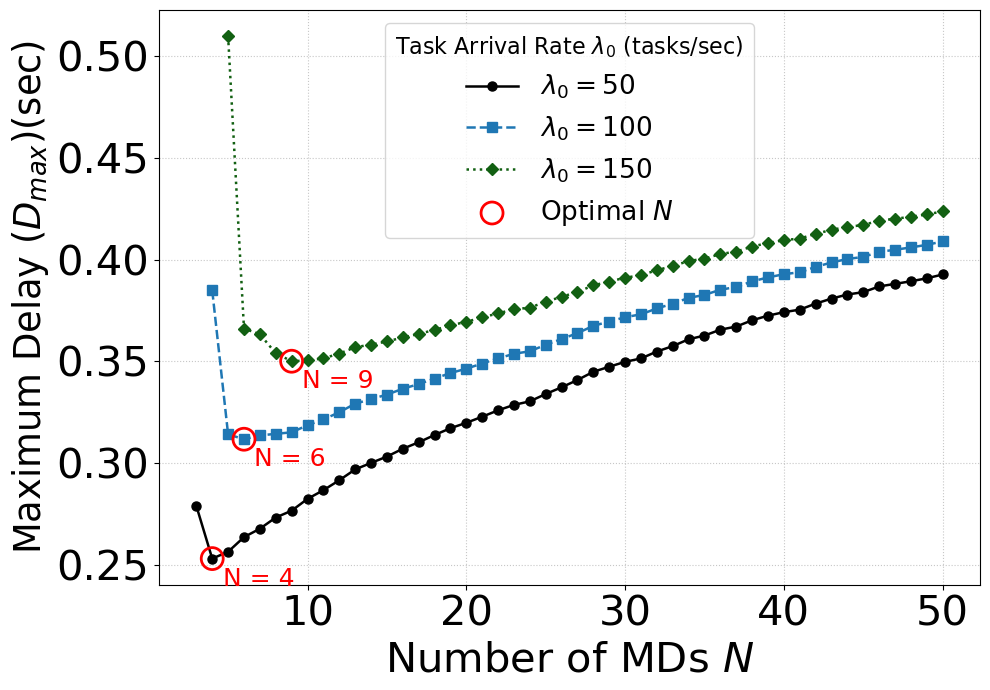 Task Arrival Rate λ₀ (tasks/sec)
λ₀ = 50
λ₀ = 100
λ₀ = 150
Optimal N
Maximum Delay (D_max)(sec)
0.50
0.45
0.40
0.35
0.30
0.25
N = 9
N = 6
N = 4
10 20 30 40 50
Number of MDs N